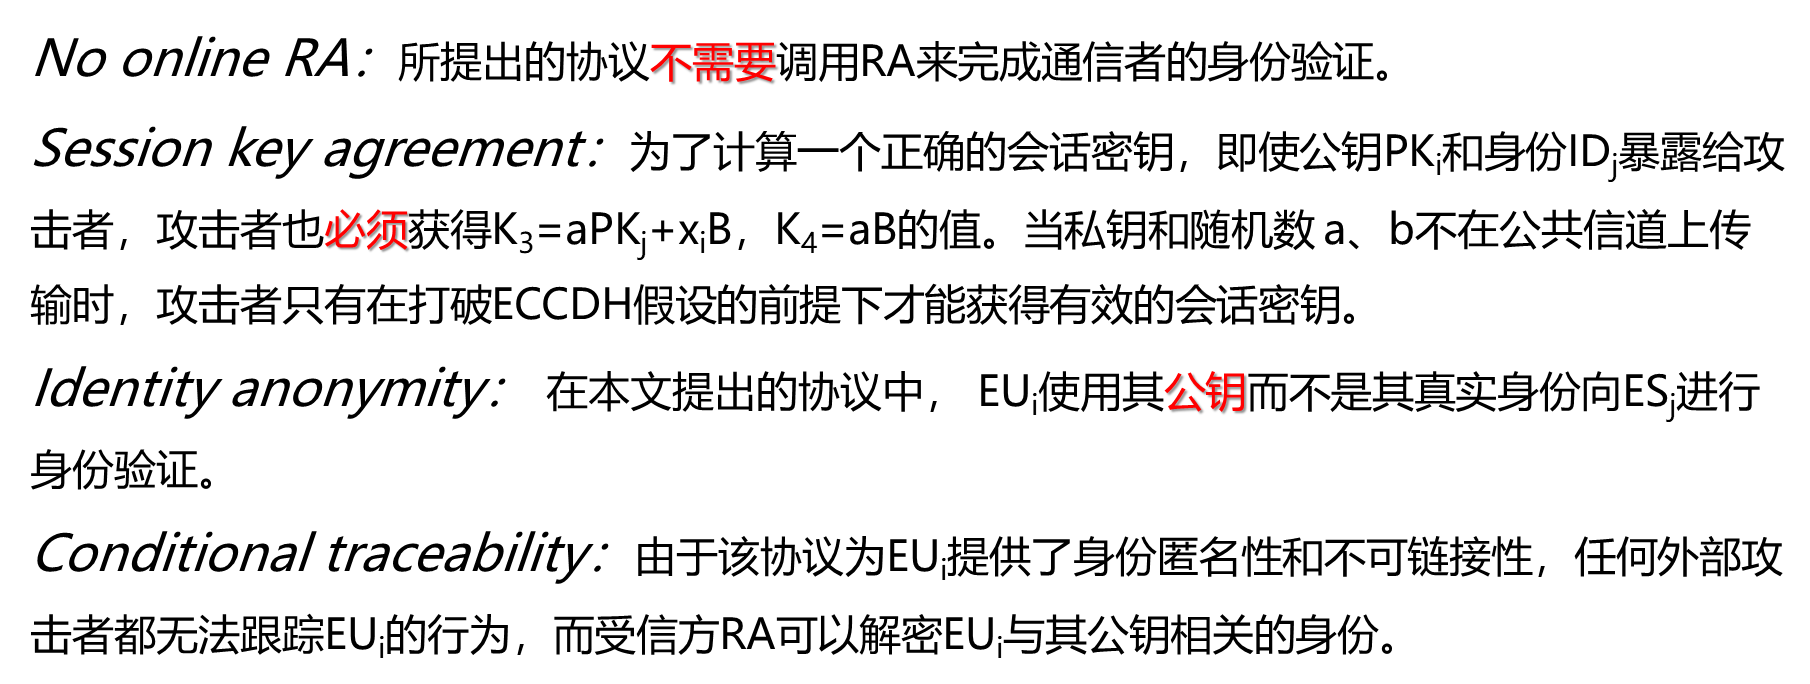 No online RA：所提出的协议不需要调用RA来完成通信者的身份验证。
Session key agreement：为了计算一个正确的会话密钥，即使公钥PKi和身份IDj暴露给攻
击者，攻击者也必须获得K3=aPKj+xiB，K4=aB的值。当私钥和随机数 a、b不在公共信道上传
输时，攻击者只有在打破ECCDH假设的前提下才能获得有效的会话密钥。
Identity anonymity： 在本文提出的协议中， EUi使用其公钥而不是其真实身份向ESj进行
身份验证。
Conditional traceability：由于该协议为EUi提供了身份匿名性和不可链接性，任何外部攻
击者都无法跟踪EUi的行为，而受信方RA可以解密EUi与其公钥相关的身份。